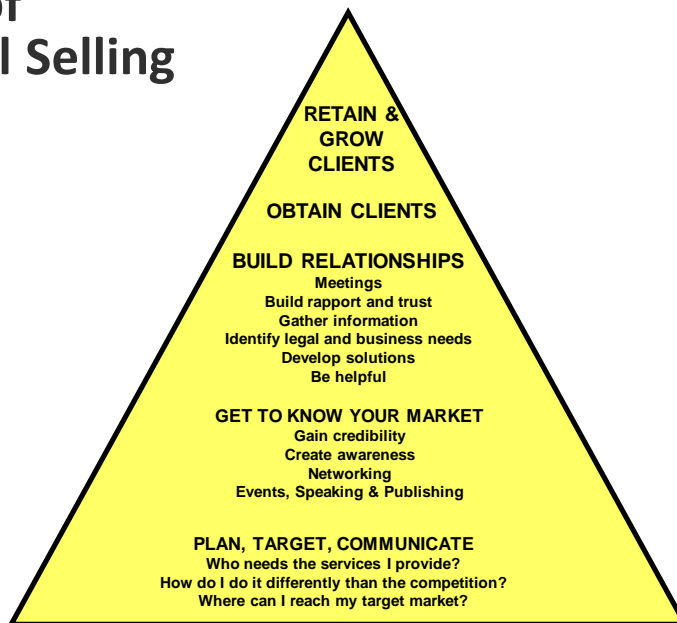 of
l Selling
RETAIN &
GROW
CLIENTS
OBTAIN CLIENTS
BUILD RELATIONSHIPS
Meetings
Build rapport and trust
Gather information
Identify legal and business needs
Develop solutions
Be helpful
GET TO KNOW YOUR MARKET
Gain credibility
Create awareness
Networking
Events, Speaking & Publishing
PLAN, TARGET, COMMUNICATE
Who needs the services I provide?
How do I do it differently than the competition?
Where can I reach my target market?